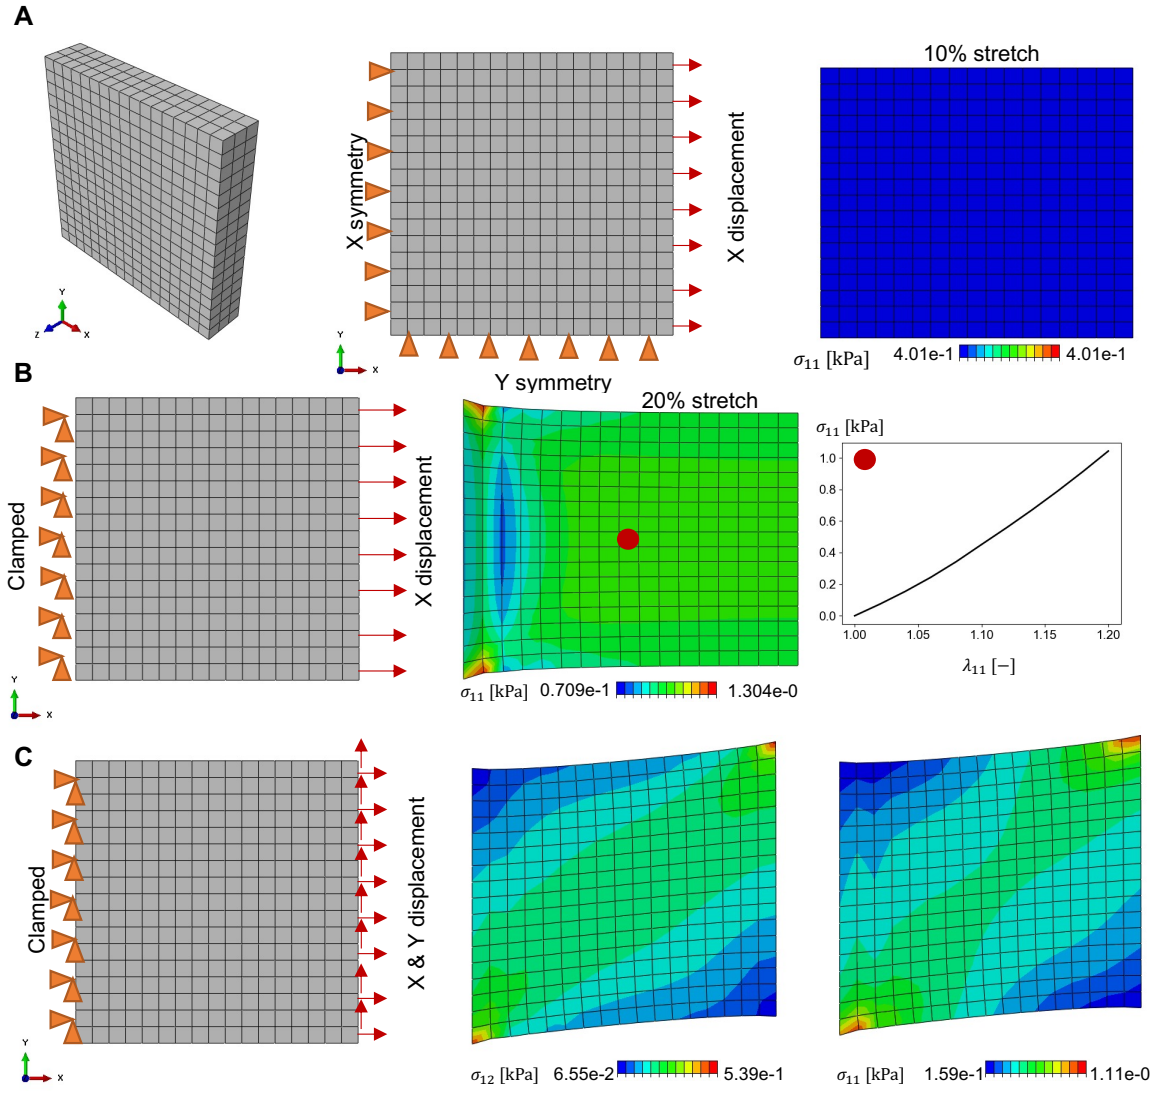 A
10% stretch
X symmetry
X displacement
Y
Z
X
Y
X
σ₁₁ [kPa]
4.01e-1
4.01e-1
Y symmetry
B
20% stretch
Clamped
X displacement
Y
X
σ₁₁ [kPa]
0.709e-1
1.304e-0
σ₁₁ [kPa]
1.0
0.8
0.6
0.4
0.2
0.0
1.00
1.05
1.10
1.15
1.20
λ₁₁ [−]
C
Clamped
X & Y displacement
Y
X
σ₁₂ [kPa]
6.55e-2
5.39e-1
σ₁₁ [kPa]
1.59e-1
1.11e-0